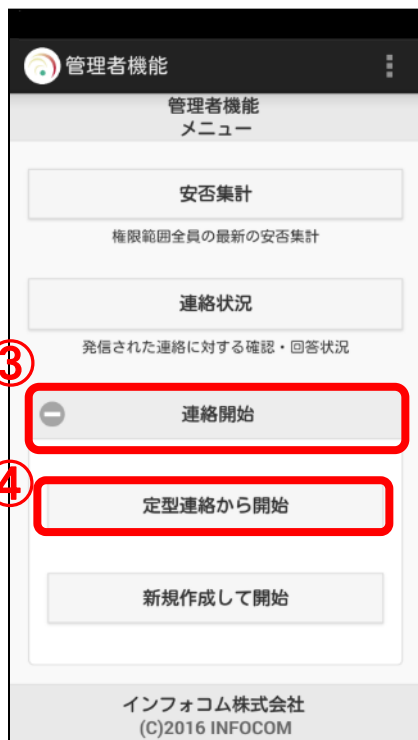 管理者機能
管理者機能
メニュー
安否集計
権限範囲全員の最新の安否集計
連絡状況
発信された連絡に対する確認・回答状況
③
連絡開始
④
定型連絡から開始
新規作成して開始
インフォコム株式会社
(C)2016 INFOCOM